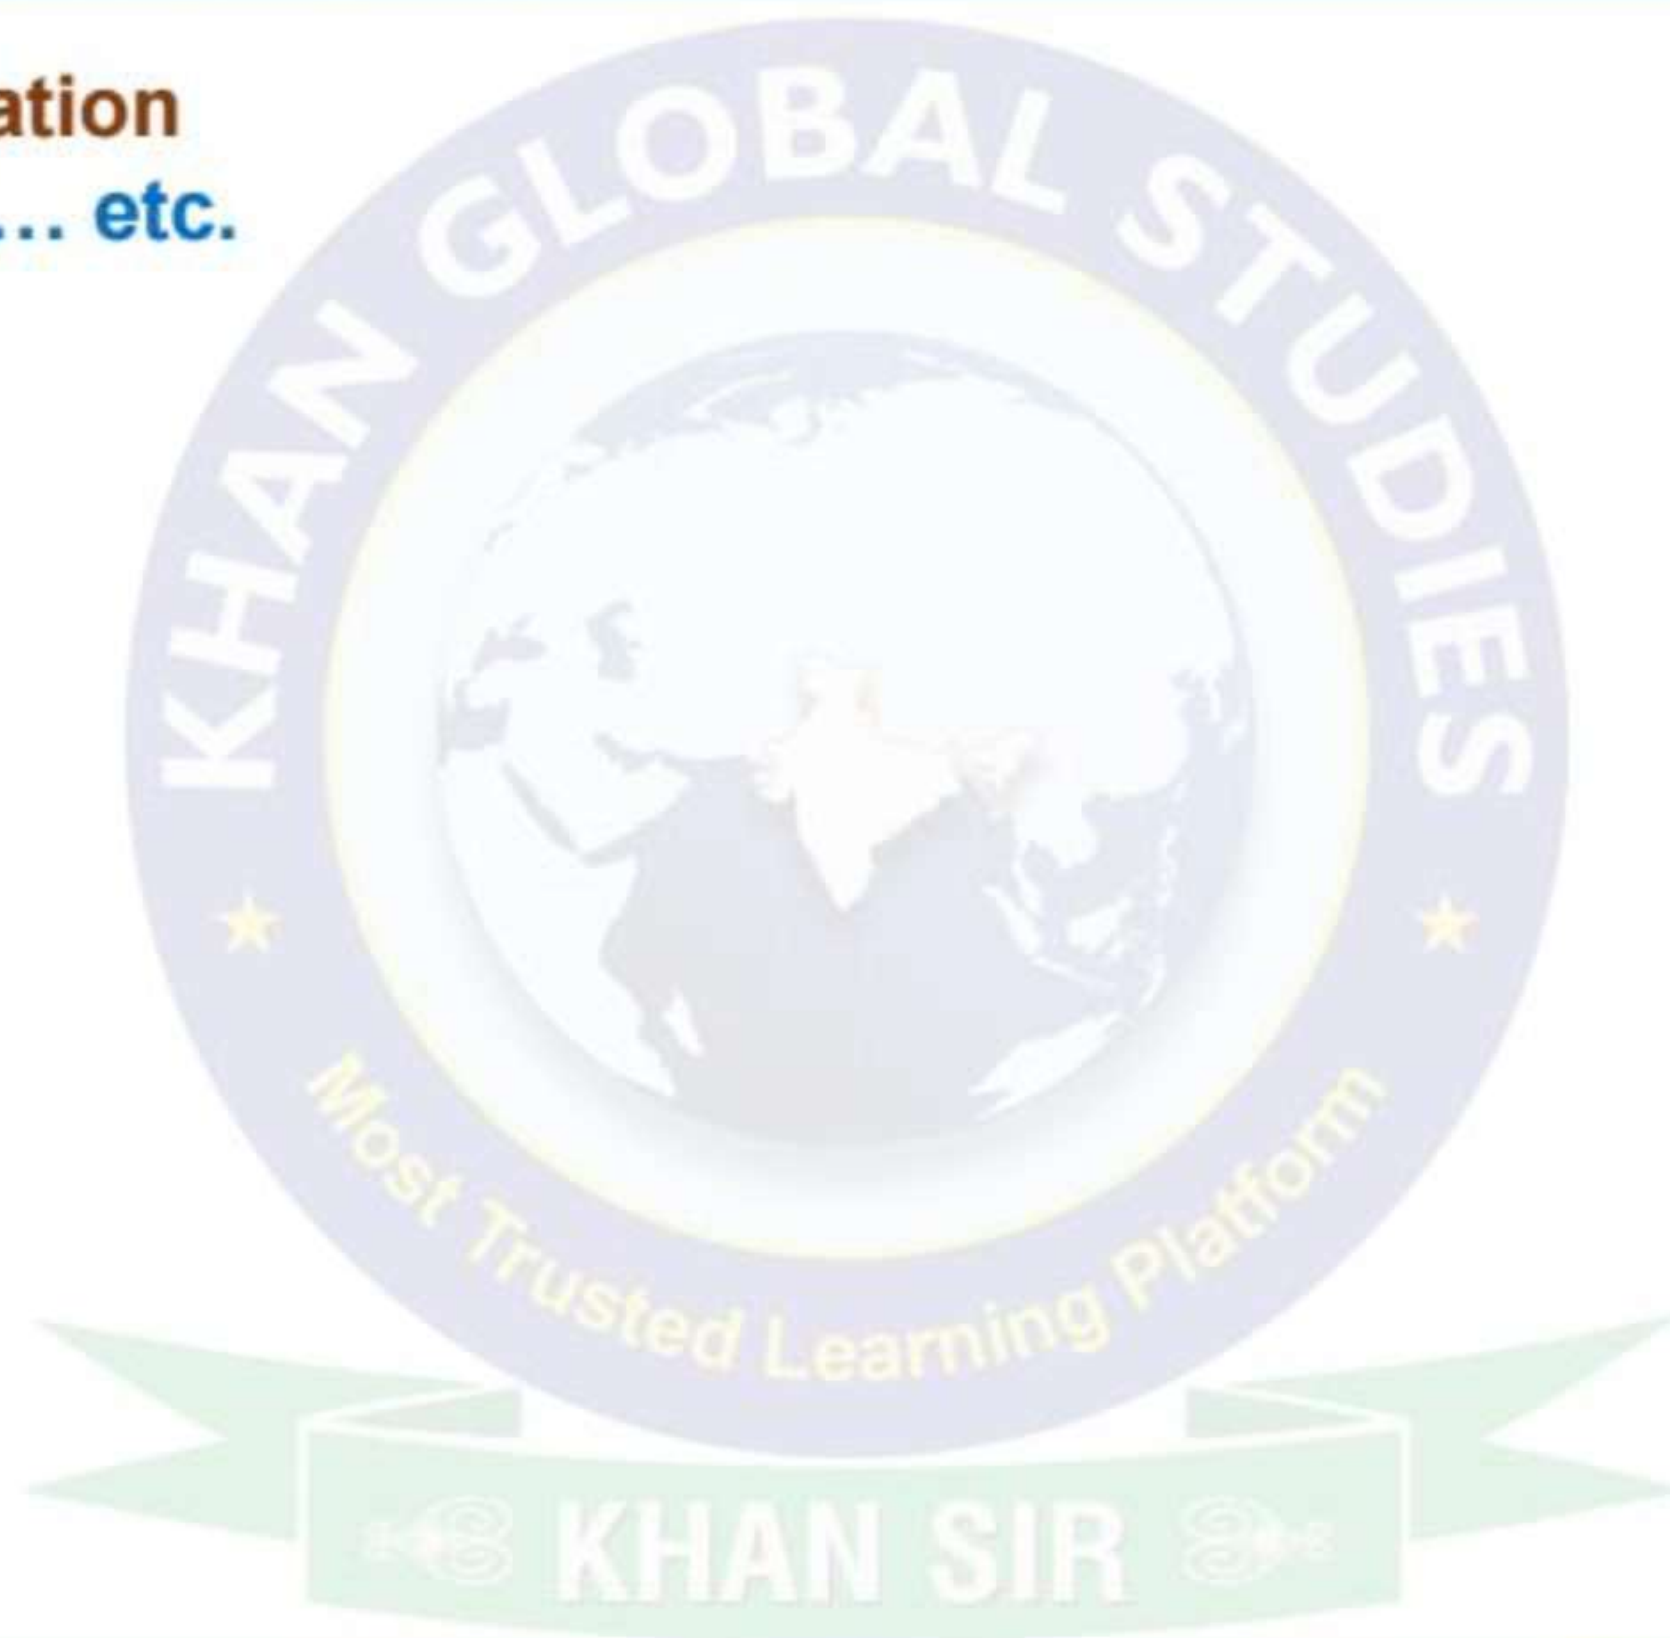 ation
... etc.
KHAN GLOBAL STUDIES
Most Trusted Learning Platform
KHAN SIR